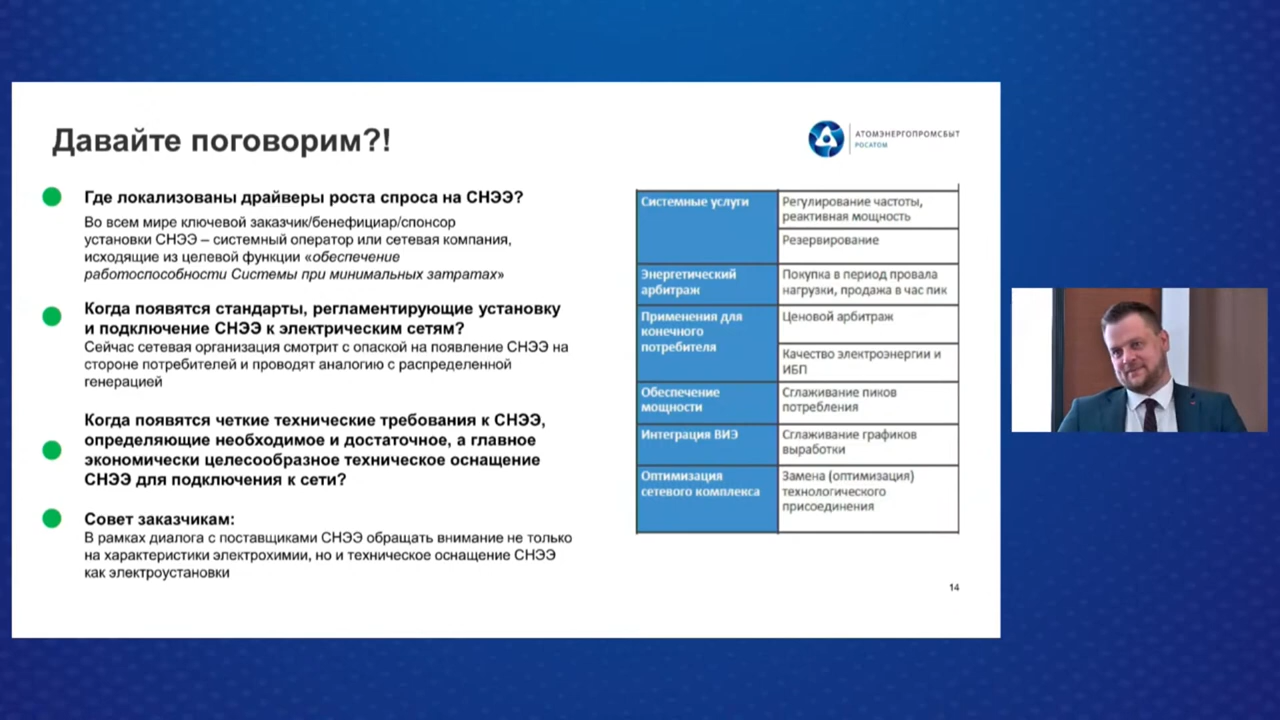 Давайте поговорим?!
АТОМЭНЕРГОПРОМСБЫТ
РОСАТОМ
Где локализованы драйверы роста спроса на СНЭЭ?
Во всем мире ключевой заказчик/бенефициар/спонсор
установки СНЭЭ – системный оператор или сетевая компания,
исходящие из целевой функции «обеспечение
работоспособности Системы при минимальных затратах»
Когда появятся стандарты, регламентирующие установку
и подключение СНЭЭ к электрическим сетям?
Сейчас сетевая организация смотрит с опаской на появление СНЭЭ на
стороне потребителей и проводят аналогию с распределенной
генерацией
Когда появятся четкие технические требования к СНЭЭ,
определяющие необходимое и достаточное, а главное
экономически целесообразное техническое оснащение
СНЭЭ для подключения к сети?
Совет заказчикам:
В рамках диалога с поставщиками СНЭЭ обращать внимание не только
на характеристики электрохимии, но и техническое оснащение СНЭЭ
как электроустановки
Системные услуги
Регулирование частоты,
реактивная мощность
Резервирование
Энергетический
арбитраж
Покупка в период провала
нагрузки, продажа в час пик
Применения для
конечного
потребителя
Ценовой арбитраж
Качество электроэнергии и
ИБП
Обеспечение
мощности
Сглаживание пиков
потребления
Интеграция ВИЭ
Сглаживание графиков
выработки
Оптимизация
сетевого комплекса
Замена (оптимизация)
технологического
присоединения
14